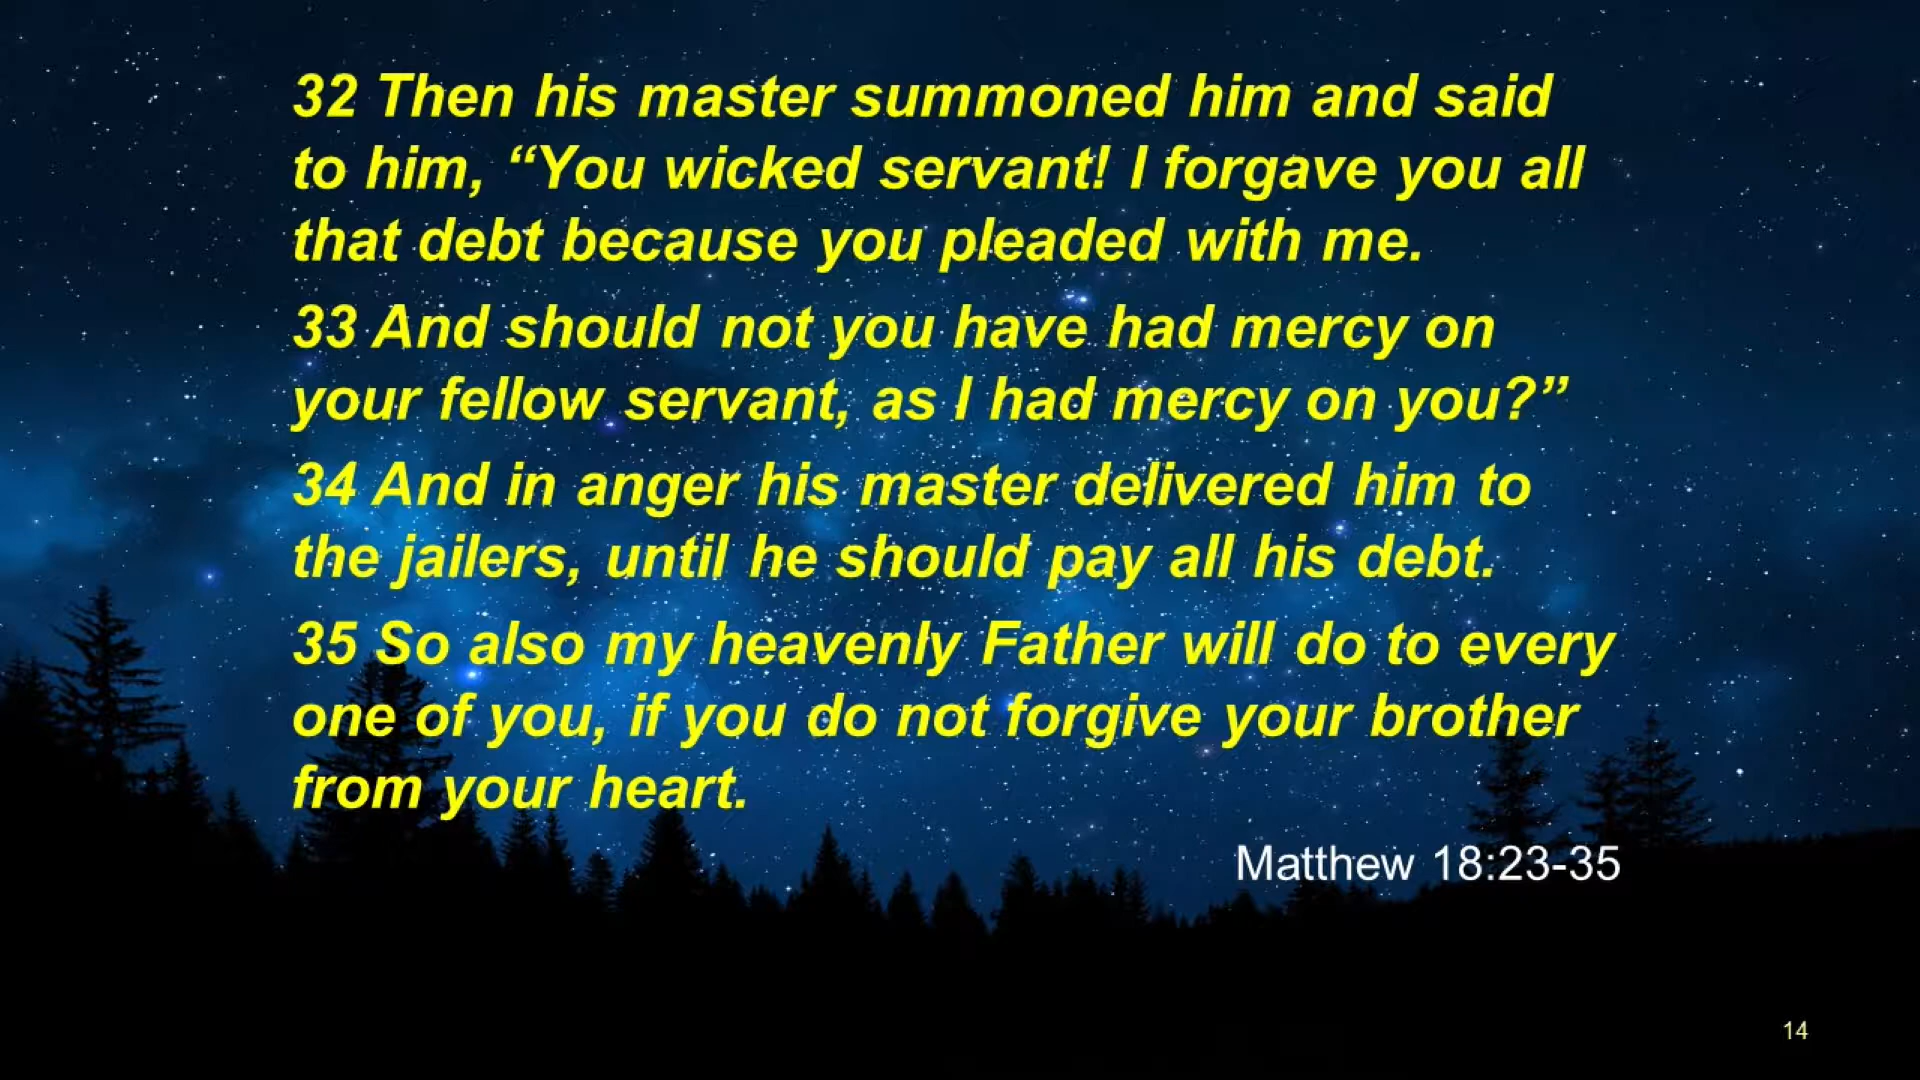 32 Then his master summoned him and said
to him, “You wicked servant! I forgave you all
that debt because you pleaded with me.
33 And should not you have had mercy on
your fellow servant, as I had mercy on you?”
34 And in anger his master delivered him to
the jailers, until he should pay all his debt.
35 So also my heavenly Father will do to every
one of you, if you do not forgive your brother
from your heart.
Matthew 18:23-35
14